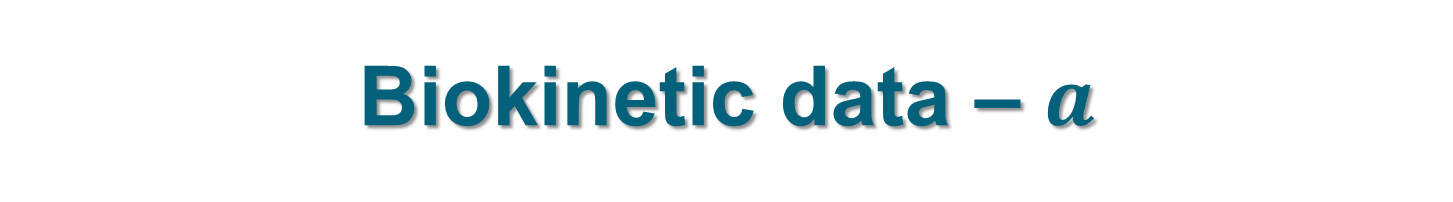 Biokinetic data – 𝒂